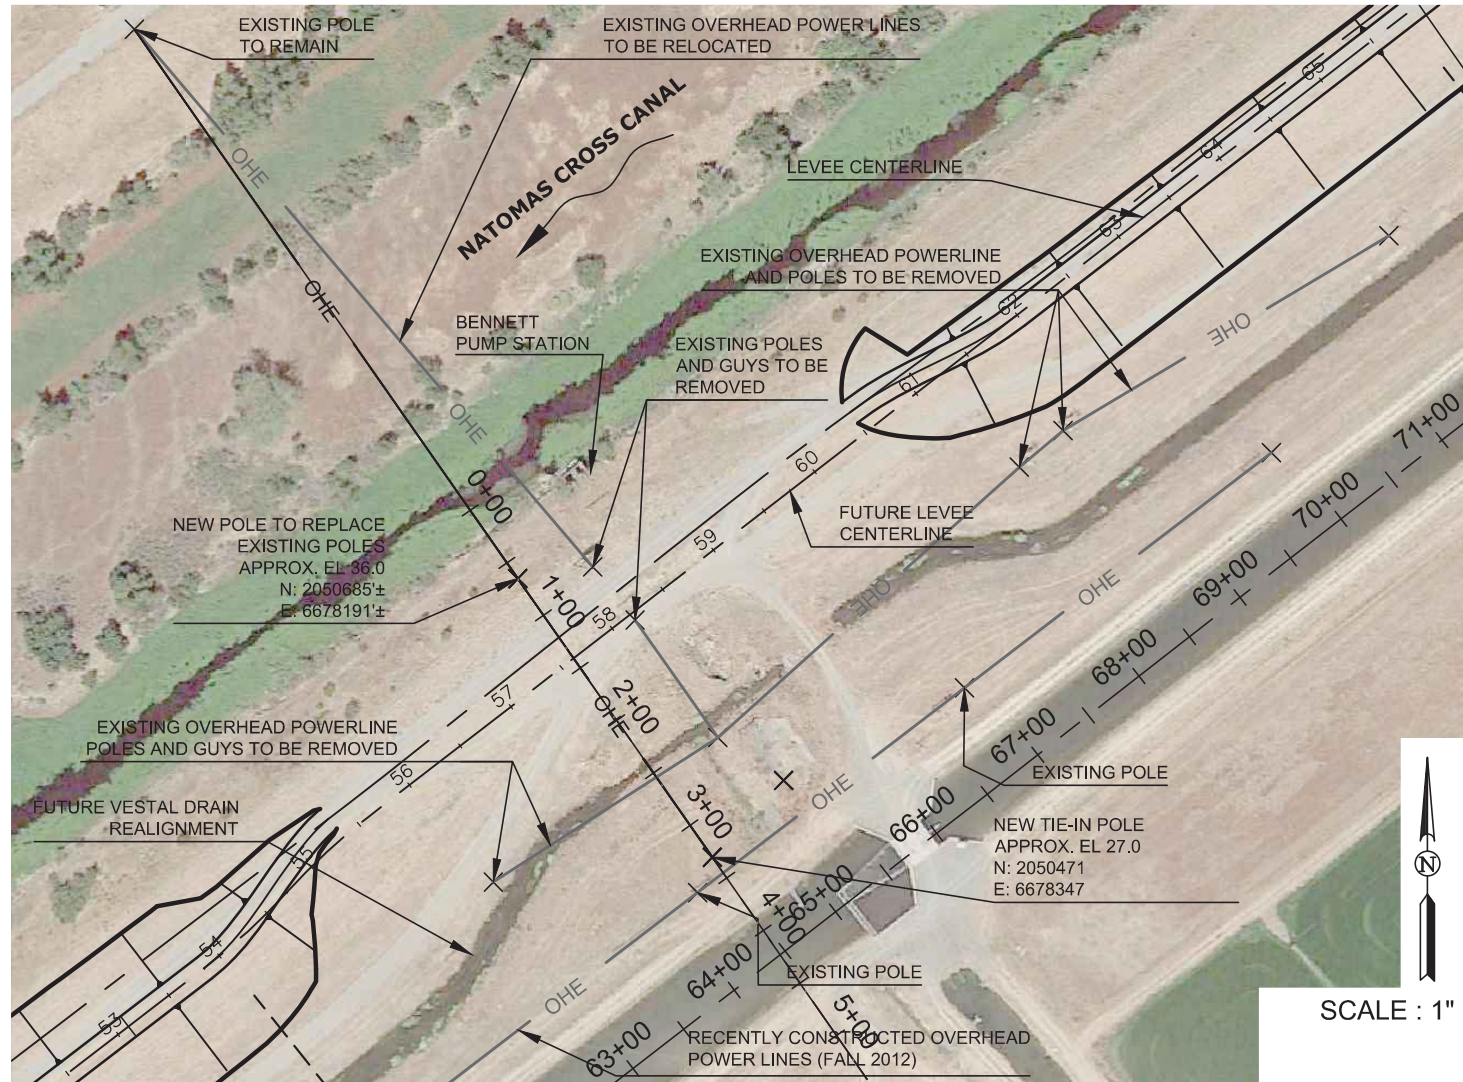 EXISTING POLE
TO REMAIN
EXISTING OVERHEAD POWER LINES
TO BE RELOCATED
NATOMAS CROSS CANAL
LEVEE CENTERLINE
EXISTING OVERHEAD POWERLINE
AND POLES TO BE REMOVED
BENNETT
PUMP STATION
EXISTING POLES
AND GUYS TO BE
REMOVED
OHE
OHE
OHE
OHE
65
64
63
62
61
60
59
58
57
56
55
54
53
FUTURE LEVEE
CENTERLINE
NEW POLE TO REPLACE
EXISTING POLES
APPROX. EL 36.0
N: 2050685'±
E: 6678191'±
0+00
1+00
2+00
3+00
4+00
5+00
OHE
OHE
OHE
OHE
OHE
OHE
71+00
70+00
69+00
68+00
67+00
66+00
65+00
64+00
63+00
EXISTING OVERHEAD POWERLINE
POLES AND GUYS TO BE REMOVED
FUTURE VESTAL DRAIN
REALIGNMENT
EXISTING POLE
NEW TIE-IN POLE
APPROX. EL 27.0
N: 2050471
E: 6678347
EXISTING POLE
RECENTLY CONSTRUCTED OVERHEAD
POWER LINES (FALL 2012)
N
SCALE : 1"